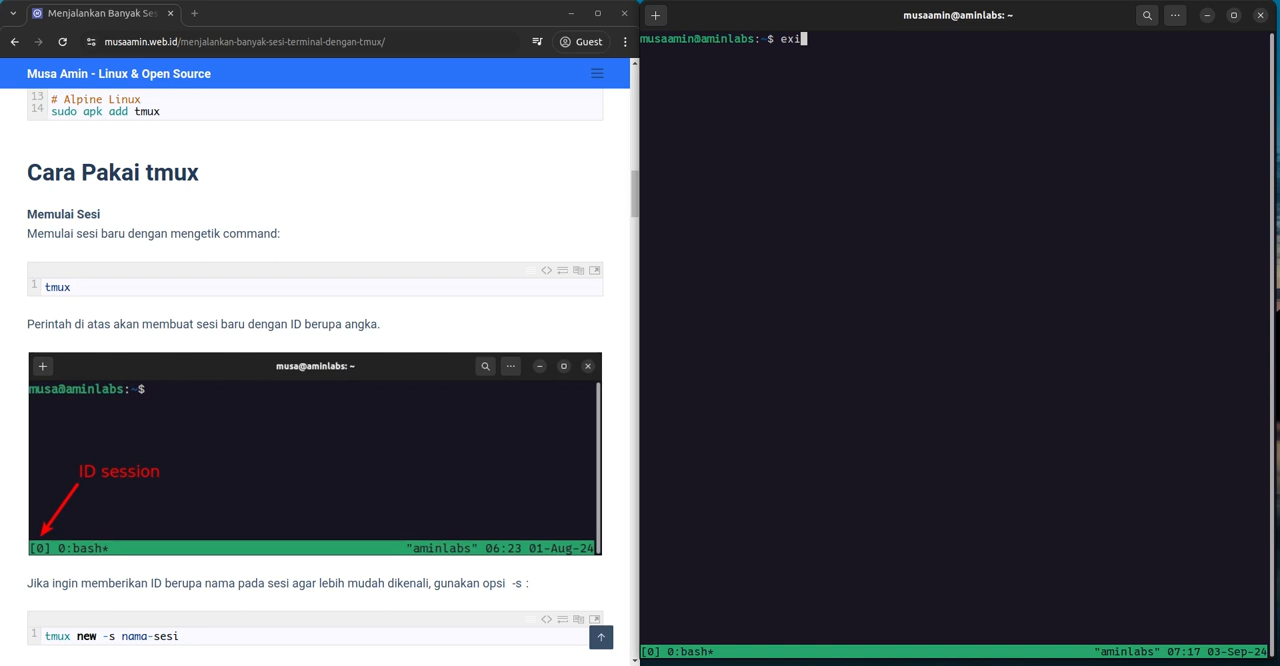 Menjalankan Banyak Ses
musaamin.web.id/menjalankan-banyak-sesi-terminal-dengan-tmux/
Guest
Musa Amin - Linux & Open Source
13 # Alpine Linux
14 sudo apk add tmux
Cara Pakai tmux
Memulai Sesi
Memulai sesi baru dengan mengetik command:
1 tmux
Perintah di atas akan membuat sesi baru dengan ID berupa angka.
musa@aminlabs: ~
musa@aminlabs:~$
ID session
[0] 0:bash* "aminlabs" 06:23 01-Aug-24
Jika ingin memberikan ID berupa nama pada sesi agar lebih mudah dikenali, gunakan opsi -s :
1 tmux new -s nama-sesi
musaamin@aminlabs: ~
musaamin@aminlabs:~$ exi
[0] 0:bash* "aminlabs" 07:17 03-Sep-24